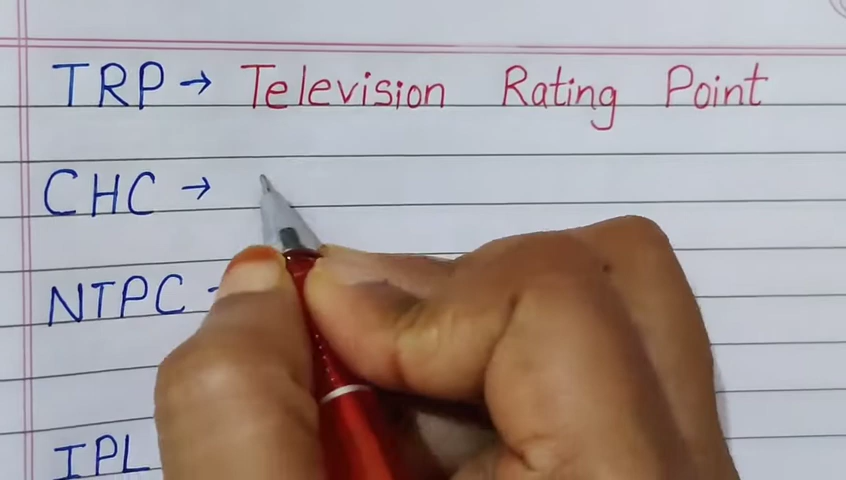 TRP → Television Rating Point
CHC →
NTPC -
IPL